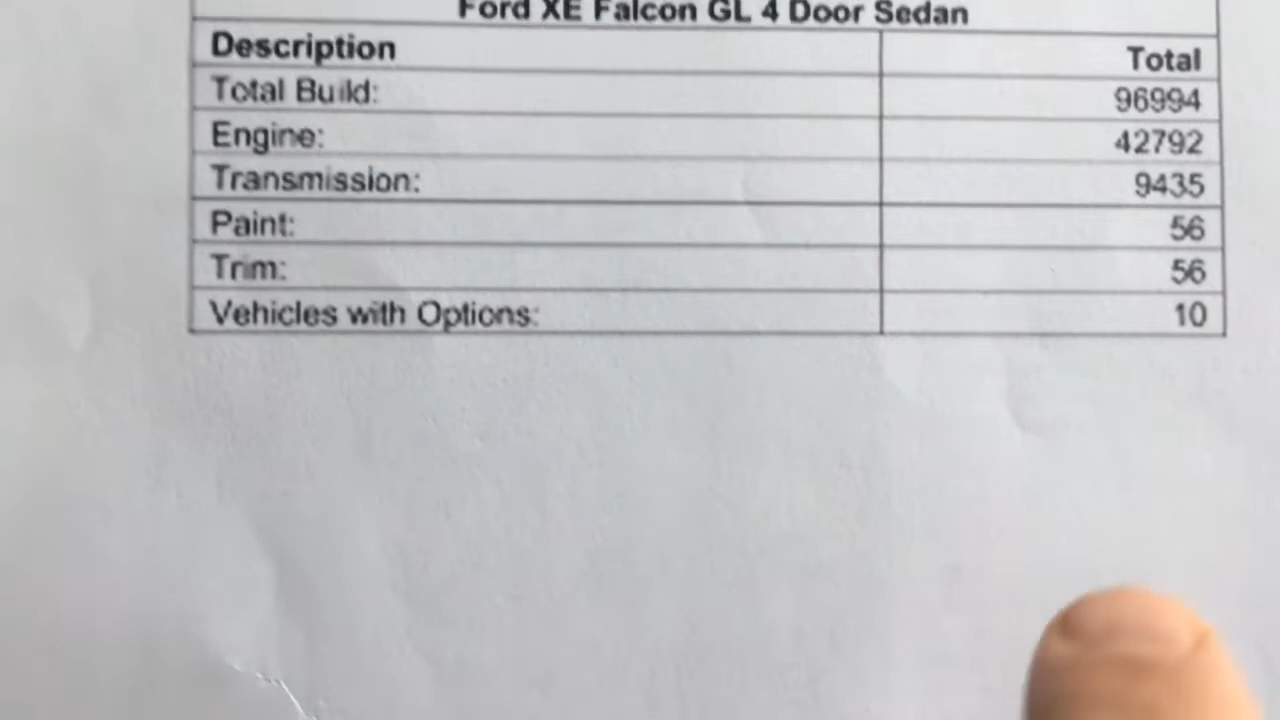 Ford XE Falcon GL 4 Door Sedan
Description Total
Total Build: 96994
Engine: 42792
Transmission: 9435
Paint: 56
Trim: 56
Vehicles with Options: 10